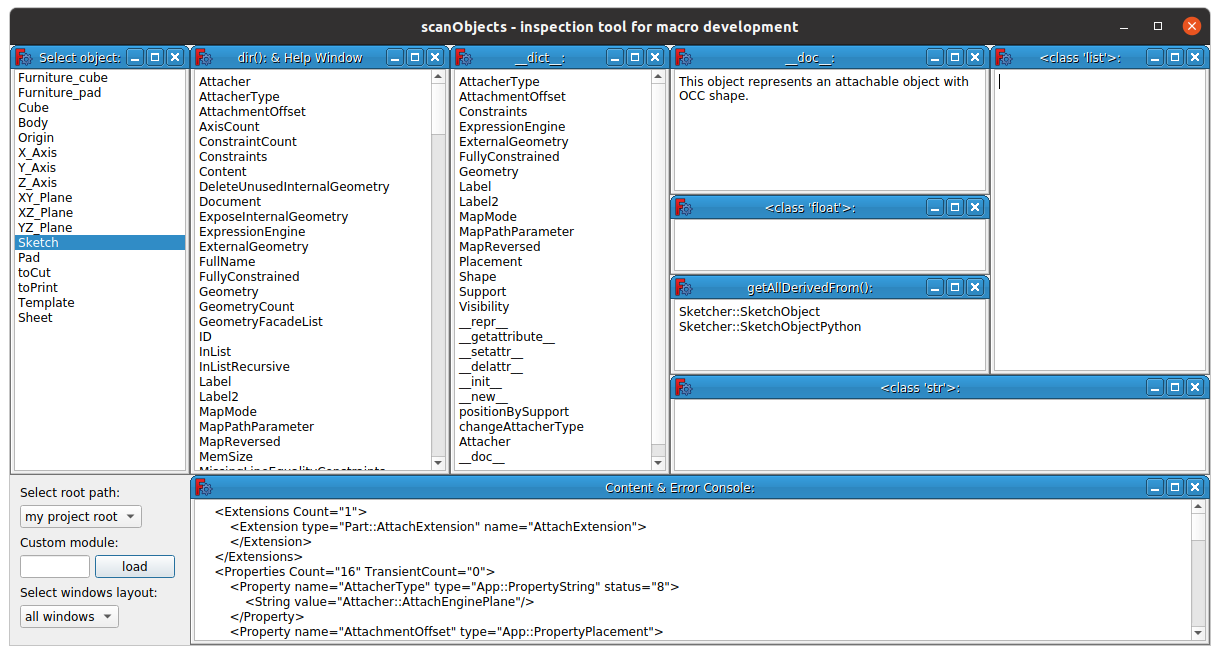 scanObjects - inspection tool for macro development
Select object:
Furniture_cube
Furniture_pad
Cube
Body
Origin
X_Axis
Y_Axis
Z_Axis
XY_Plane
XZ_Plane
YZ_Plane
Sketch
Pad
toCut
toPrint
Template
Sheet
dir(): & Help Window
Attacher
AttacherType
AttachmentOffset
AxisCount
ConstraintCount
Constraints
Content
DeleteUnusedInternalGeometry
Document
ExposeInternalGeometry
ExpressionEngine
ExternalGeometry
FullName
FullyConstrained
Geometry
GeometryCount
GeometryFacadeList
ID
InList
InListRecursive
Label
Label2
MapMode
MapPathParameter
MapReversed
MemSize
MissingLineEqualityConstraints
__dict__:
AttacherType
AttachmentOffset
Constraints
ExpressionEngine
ExternalGeometry
FullyConstrained
Geometry
Label
Label2
MapMode
MapPathParameter
MapReversed
Placement
Shape
Support
Visibility
__repr__
__getattribute__
__setattr__
__delattr__
__init__
__new__
positionBySupport
changeAttacherType
Attacher
__doc__
__doc__:
This object represents an attachable object with
OCC shape.
<class 'float'>:
getAllDerivedFrom():
Sketcher::SketchObject
Sketcher::SketchObjectPython
<class 'list'>:
<class 'str'>:
Select root path:
my project root
Custom module:
load
Select windows layout:
all windows
Content & Error Console:
<Extensions Count="1">
<Extension type="Part::AttachExtension" name="AttachExtension">
</Extension>
</Extensions>
<Properties Count="16" TransientCount="0">
<Property name="AttacherType" type="App::PropertyString" status="8">
<String value="Attacher::AttachEnginePlane"/>
</Property>
<Property name="AttachmentOffset" type="App::PropertyPlacement">